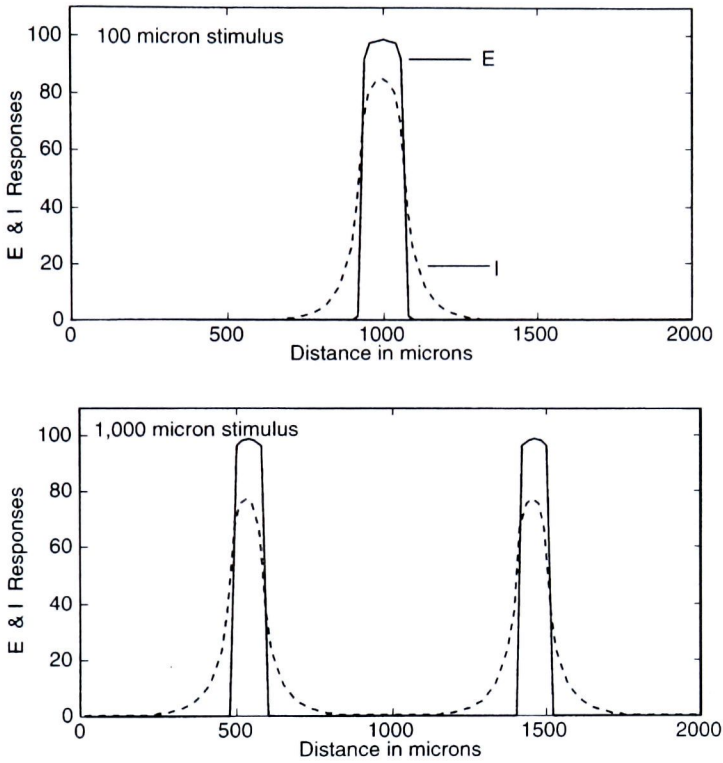 100 micron stimulus
E
I
E & I Responses
100
80
60
40
20
0
0 500 1000 1500 2000
Distance in microns
1,000 micron stimulus
E & I Responses
100
80
60
40
20
0
0 500 1000 1500 2000
Distance in microns